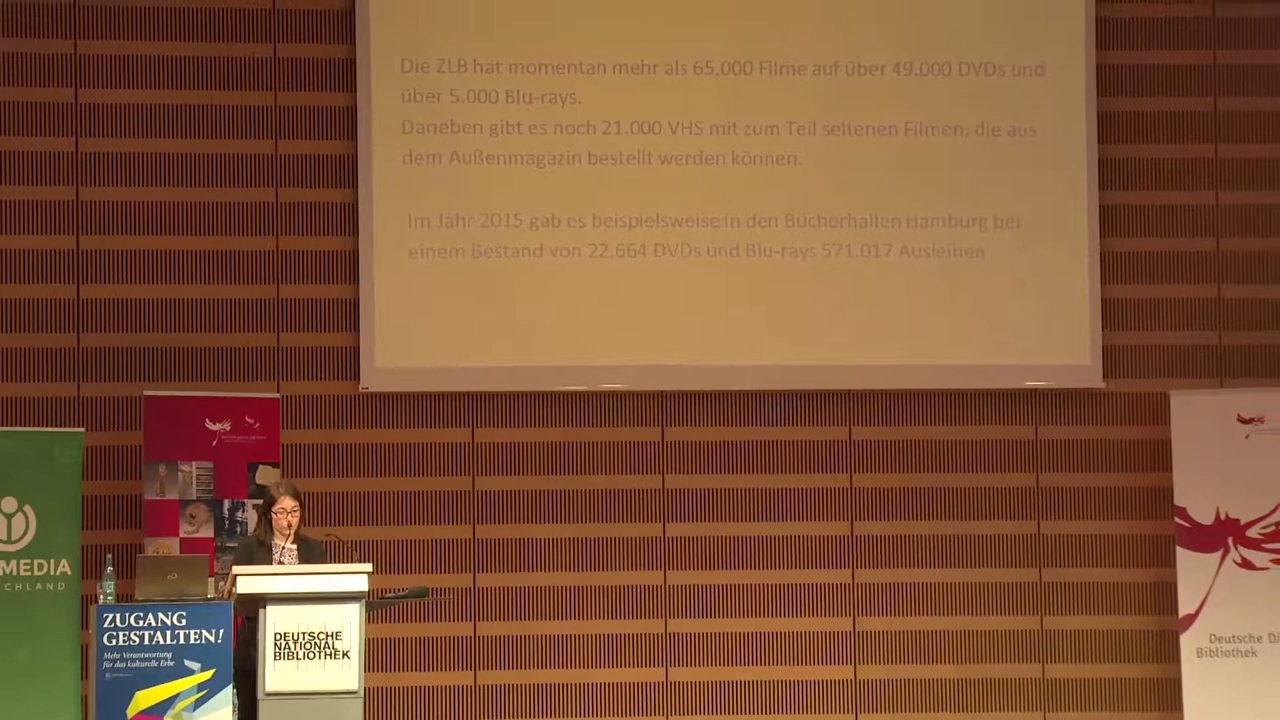 Die ZLB hat momentan mehr als 65.000 Filme auf über 49.000 DVDs und
über 5.000 Blu-rays.
Daneben gibt es noch 21.000 VHS mit zum Teil seltenen Filmen, die aus
dem Außenmagazin bestellt werden können.
Im Jahr 2015 gab es beispielsweise in den Bücherhallen Hamburg bei
einem Bestand von 22.664 DVDs und Blu-rays 571.017 Ausleihen
MEDIA
CHLAND
ZUGANG
GESTALTEN!
Mehr Verantwortung
für das kulturelle Erbe
DEUTSCHE
NATIONAL
BIBLIOTHEK
Deutsche Di
Bibliothek